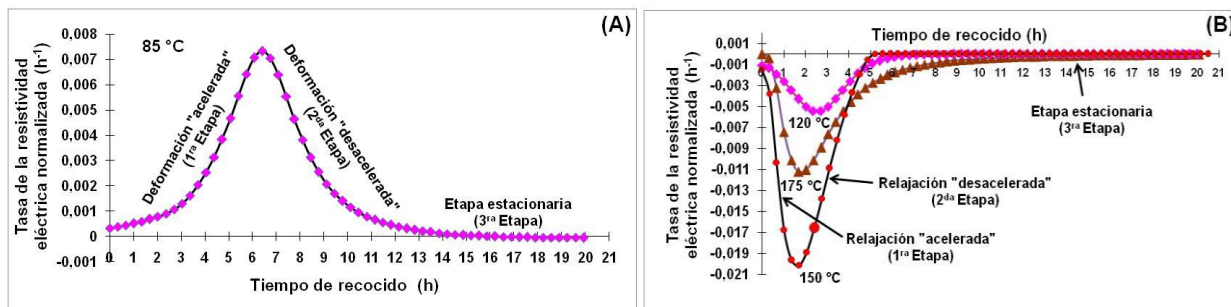 (A)
85 °C
Tasa de la resistividad
eléctrica normalizada (h-1)
0,008
0,007
0,006
0,005
0,004
0,003
0,002
0,001
0
-0,001
Deformación "acelerada"
(1ra Etapa)
Deformación "desacelerada"
(2da Etapa)
Etapa estacionaria
(3ra Etapa)
0 1 2 3 4 5 6 7 8 9 10 11 12 13 14 15 16 17 18 19 20 21
Tiempo de recocido (h)
(B)
Tiempo de recocido (h)
Tasa de la resistividad
eléctrica normalizada (h-1)
0,001
-0,001
-0,003
-0,005
-0,007
-0,009
-0,011
-0,013
-0,015
-0,017
-0,019
-0,021
0 1 2 3 4 5 6 7 8 9 10 11 12 13 14 15 16 17 18 19 20 21
120 °C
175 °C
150 °C
Etapa estacionaria
(3ra Etapa)
Relajación "desacelerada"
(2da Etapa)
Relajación "acelerada"
(1ra Etapa)